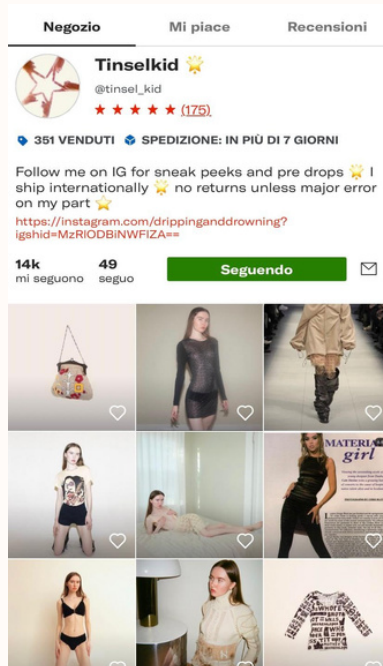 Negozio
Mi piace
Recensioni
Tinselkid 🌟
@tinsel_kid
★ ★ ★ ★ ★ (175)
351 VENDUTI
SPEDIZIONE: IN PIÙ DI 7 GIORNI
Follow me on IG for sneak peeks and pre drops 🌟 I
ship internationally 🌟 no returns unless major error
on my part ⭐
https://instagram.com/drippinganddrowning?
igshid=MzRlODBiNWFlZA==
14k
mi seguono
49
seguo
Seguendo
MATERIA
girl